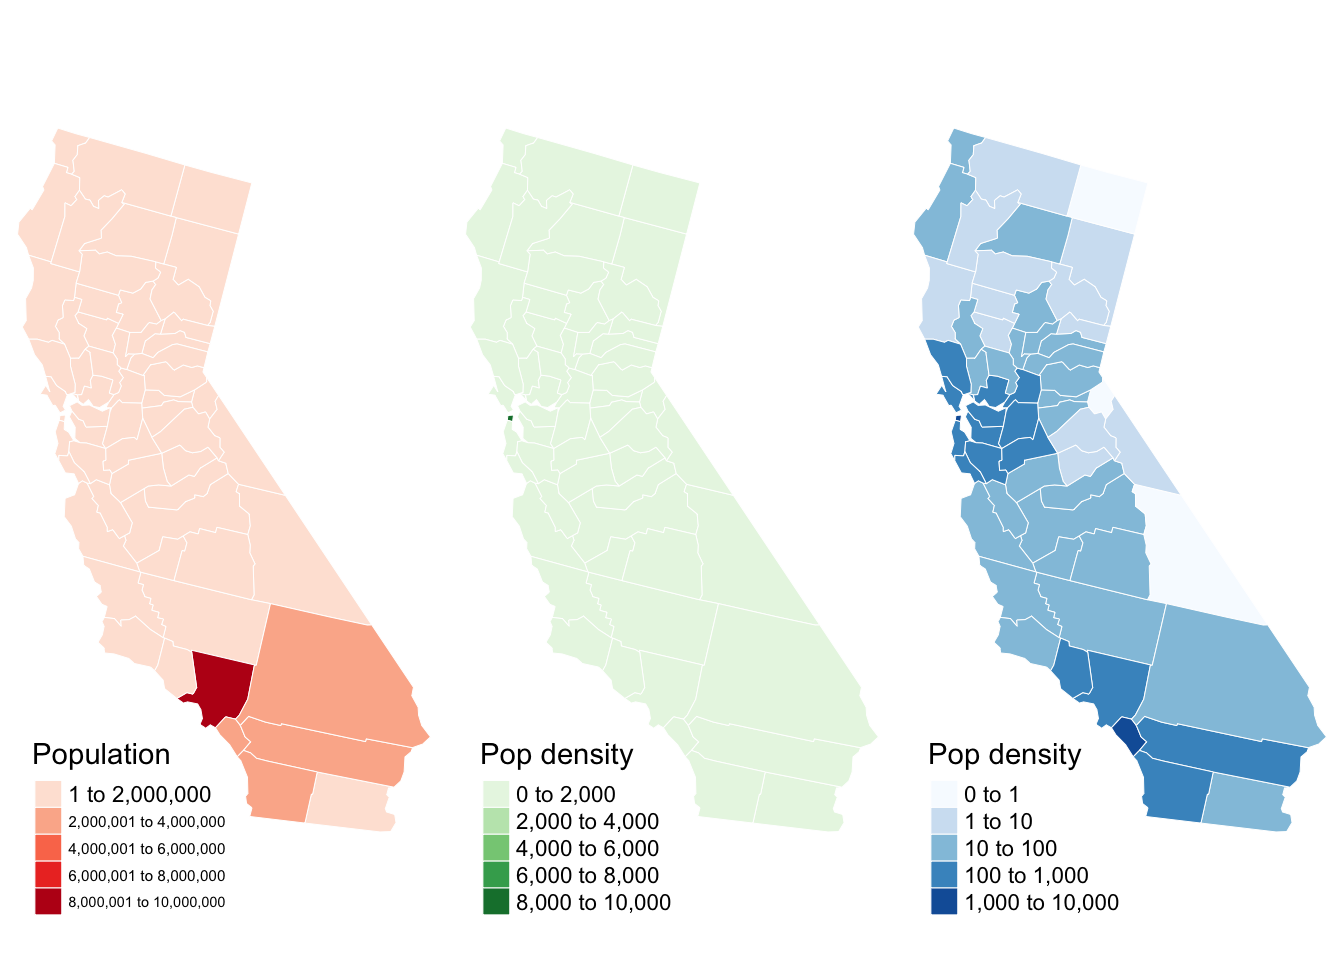 Population
1 to 2,000,000
2,000,001 to 4,000,000
4,000,001 to 6,000,000
6,000,001 to 8,000,000
8,000,001 to 10,000,000
Pop density
0 to 2,000
2,000 to 4,000
4,000 to 6,000
6,000 to 8,000
8,000 to 10,000
Pop density
0 to 1
1 to 10
10 to 100
100 to 1,000
1,000 to 10,000